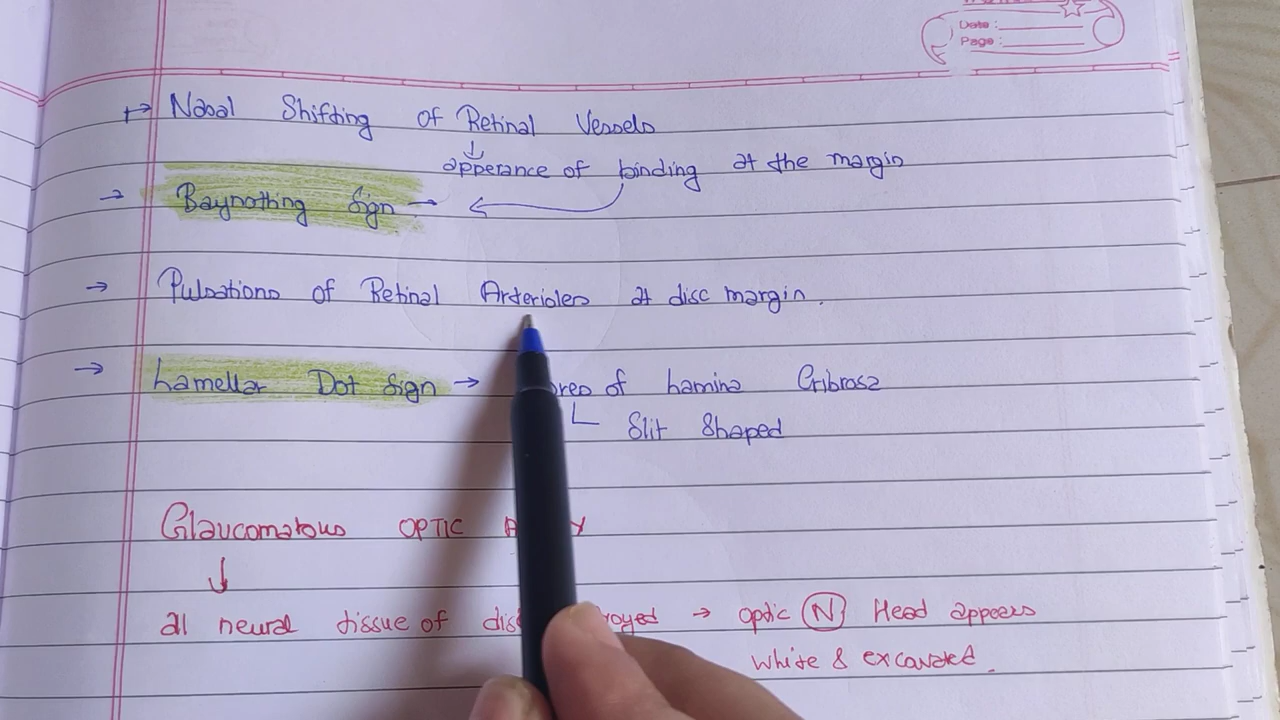 Date :
Page :
→ Nasal Shifting of Retinal Vessels
↓
apperance of binding at the margin
→ Baynothing Sign →
→ Pulsations of Retinal Arterioles at disc margin.
→ Lamellar Dot Sign → of Lamina Cribrosa
Slit Shaped
Glaucomatous OPTIC
↓
all neural tissue of → optic (N) Head appears
white & excavated.